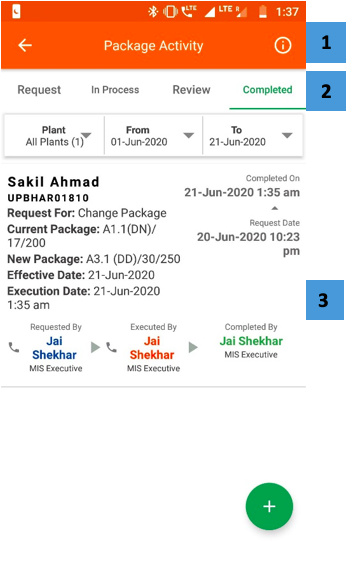 LTE LTE R 1:37
Package Activity
1
Request In Process Review Completed
2
Plant From To
All Plants (1) 01-Jun-2020 21-Jun-2020
Sakil Ahmad
UPBHAR01810
Completed On
21-Jun-2020 1:35 am
Request For: Change Package
Request Date
Current Package: A1.1(DN)/
17/200
20-Jun-2020 10:23
pm
New Package: A3.1 (DD)/30/250
Effective Date: 21-Jun-2020
Execution Date: 21-Jun-2020
1:35 am
3
Requested By Executed By Completed By
Jai Shekhar
Jai Shekhar
Jai Shekhar
MIS Executive MIS Executive MIS Executive
+